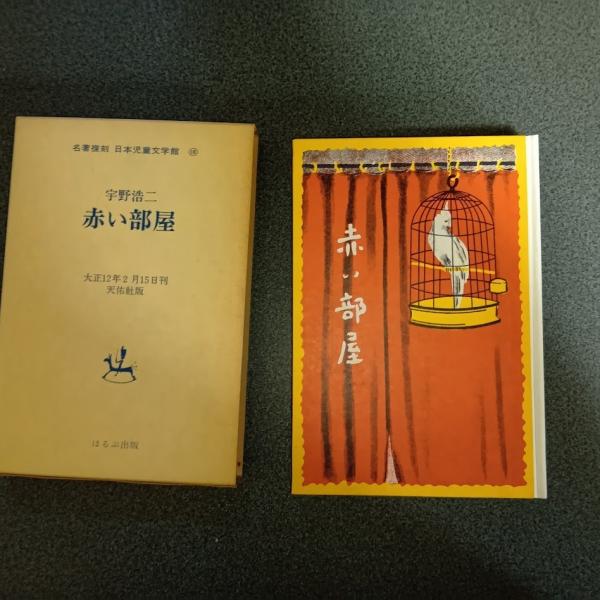 名著復刻 日本児童文学館
宇野浩二
赤い部屋
大正12年2月15日刊
天佑社版
ほるぷ出版
赤い部屋